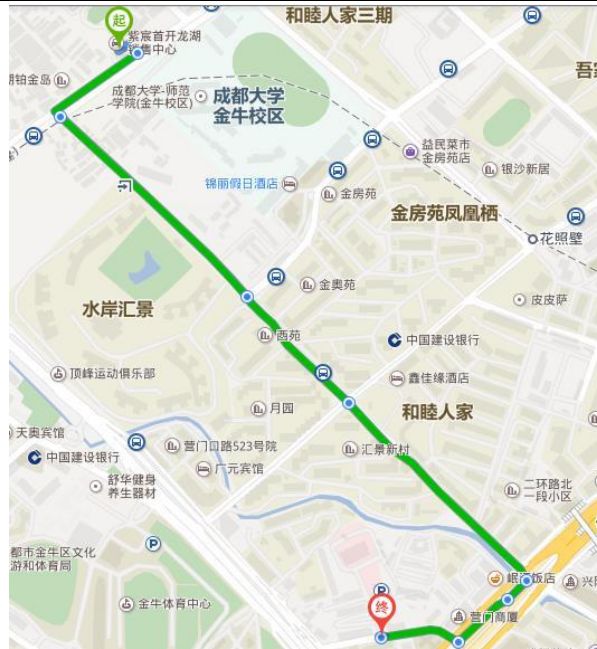 和睦人家三期
起
紫宸首开龙湖
销售中心
铂金岛
成都大学-师范
学院(金牛校区)
成都大学
金牛校区
益民菜市
金房苑店
银沙新居
锦丽假日酒店
金房苑
金房苑凤凰栖
花照壁
金奥苑
水岸汇景
皮皮萨
西苑
中国建设银行
顶峰运动俱乐部
鑫佳缘酒店
月园
和睦人家
天奥宾馆
营门口路523号院
汇景新村
中国建设银行
广元宾馆
舒华健身
养生器材
二环路北
一段小区
P
都市金牛区文化
游和体育局
饭店
P
金牛体育中心
终
营门商厦